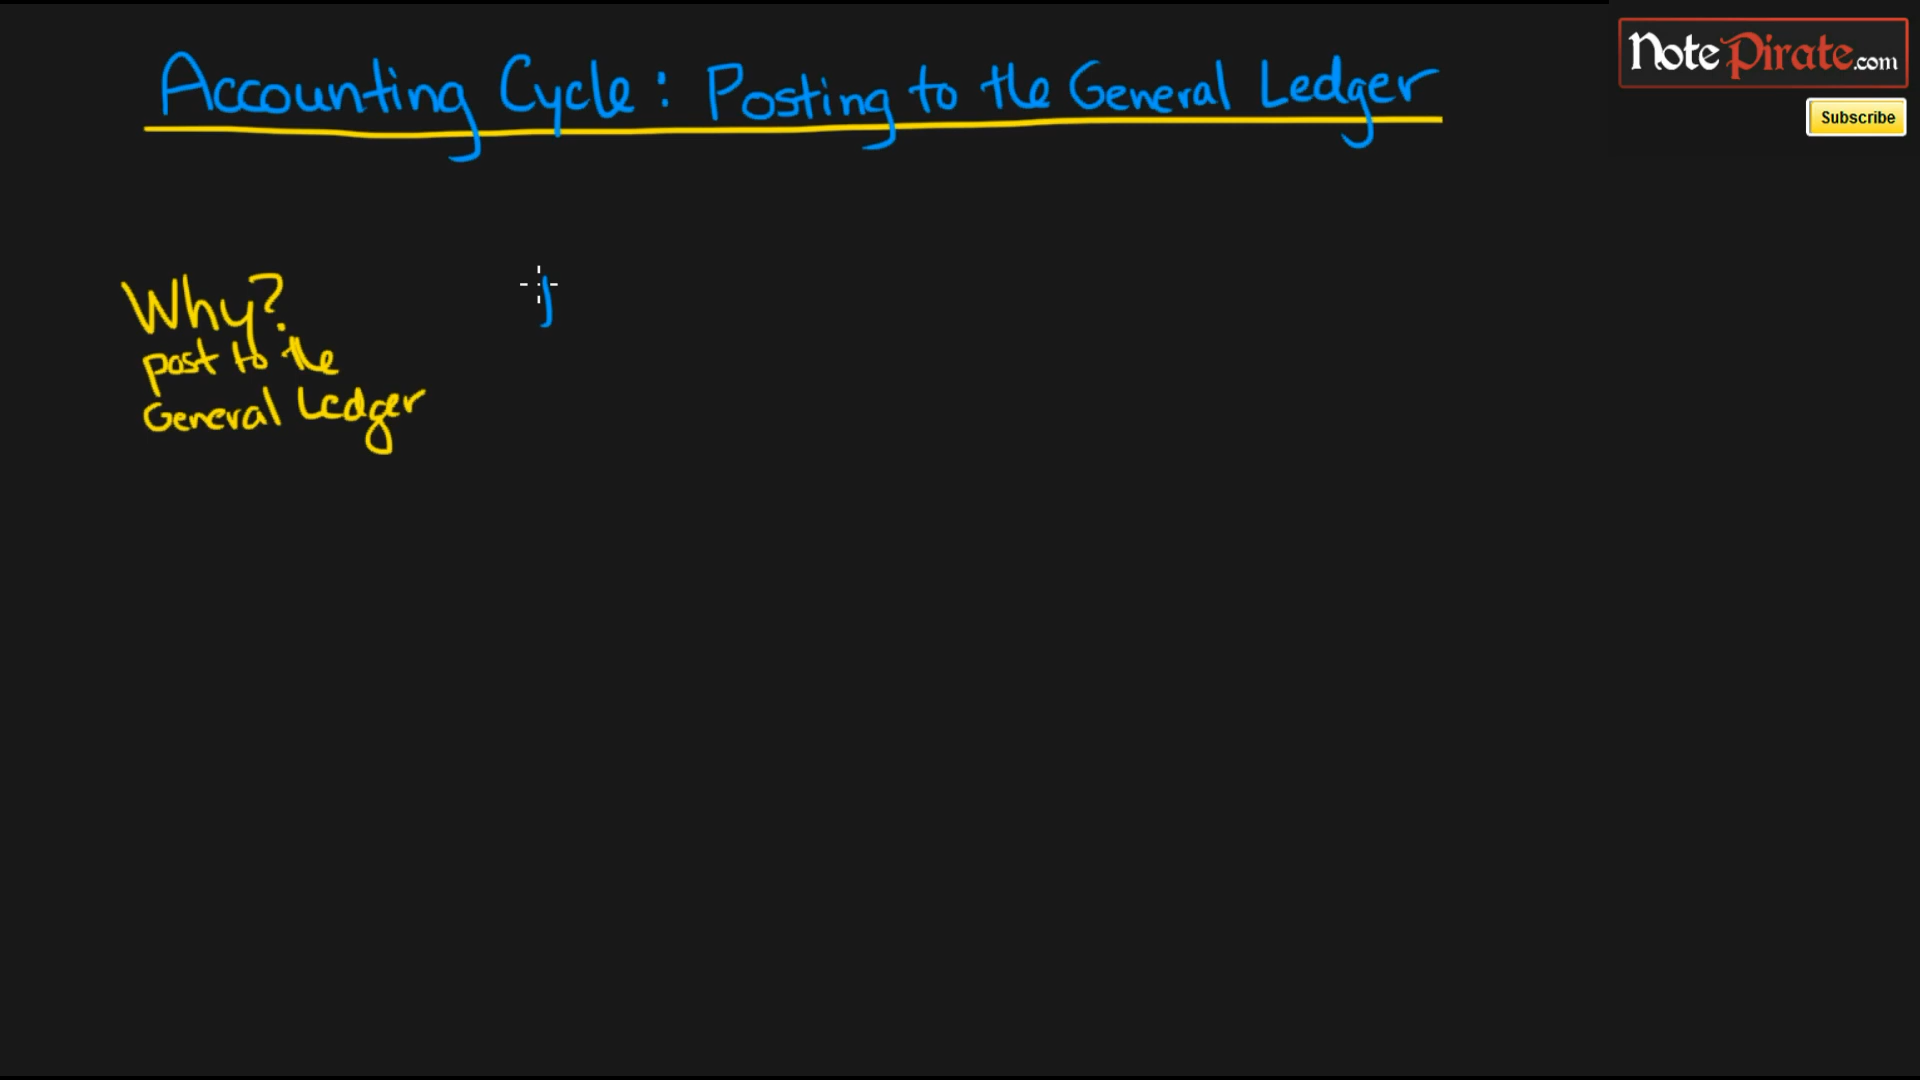 Accounting Cycle: Posting to the General Ledger
NotePirate.com
Subscribe
Why?
post to the
General Ledger